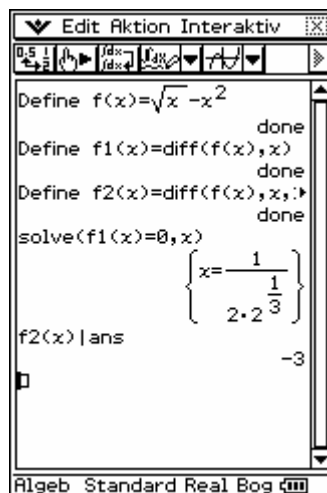 Edit Aktion Interaktiv
Define f(x)=√x-x²
done
Define f1(x)=diff(f(x),x)
done
Define f2(x)=diff(f(x),x,
done
solve(f1(x)=0,x)
{x=1/(2·2^(1/3))}
f2(x)|ans
-3
Algeb Standard Real Bog